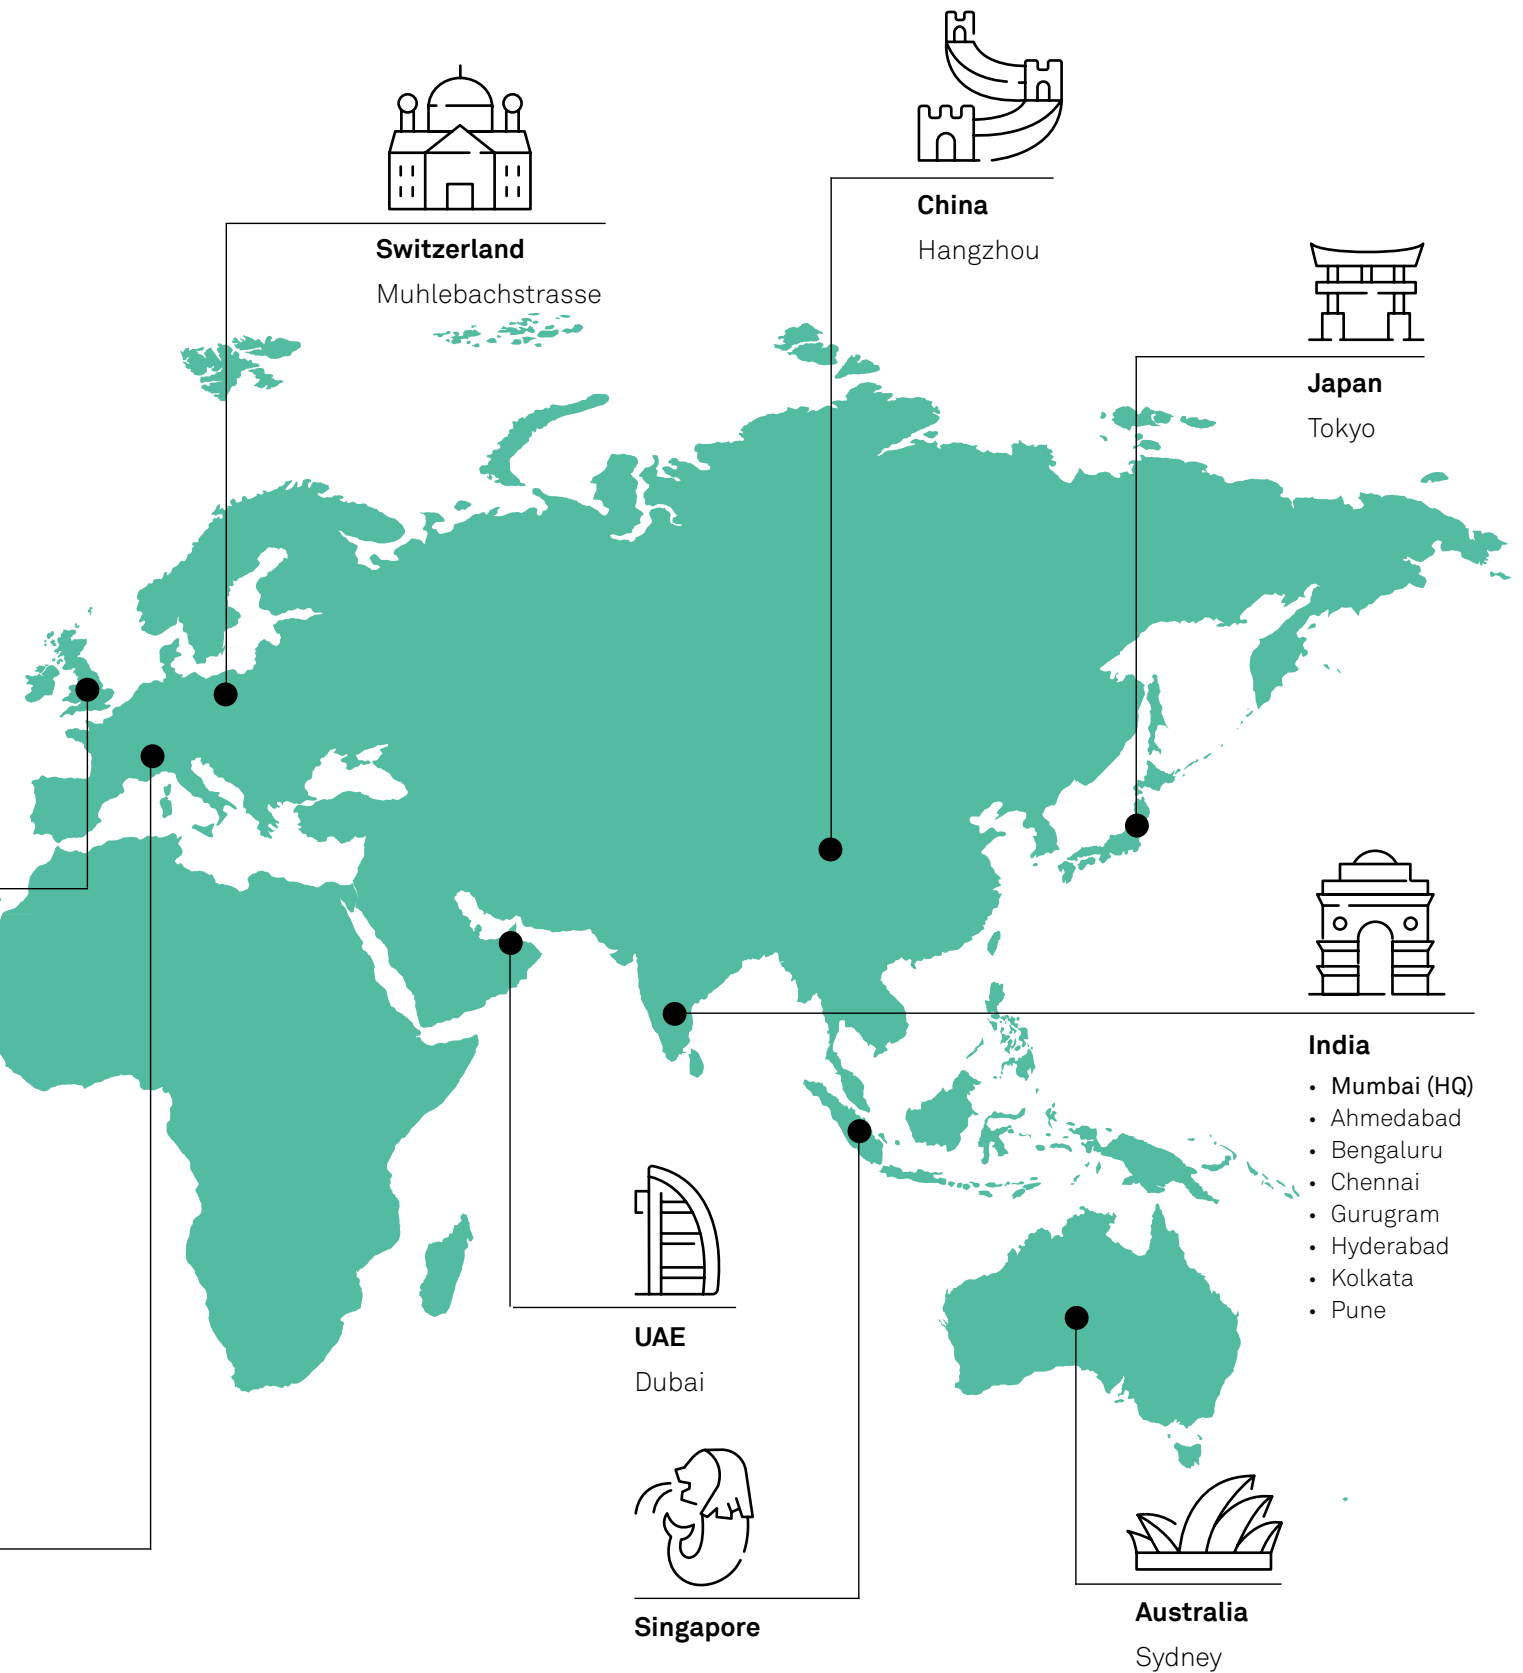 China
Hangzhou
Switzerland
Muhlebachstrasse
Japan
Tokyo
India
• Mumbai (HQ)
• Ahmedabad
• Bengaluru
• Chennai
• Gurugram
• Hyderabad
• Kolkata
• Pune
UAE
Dubai
Singapore
Australia
Sydney